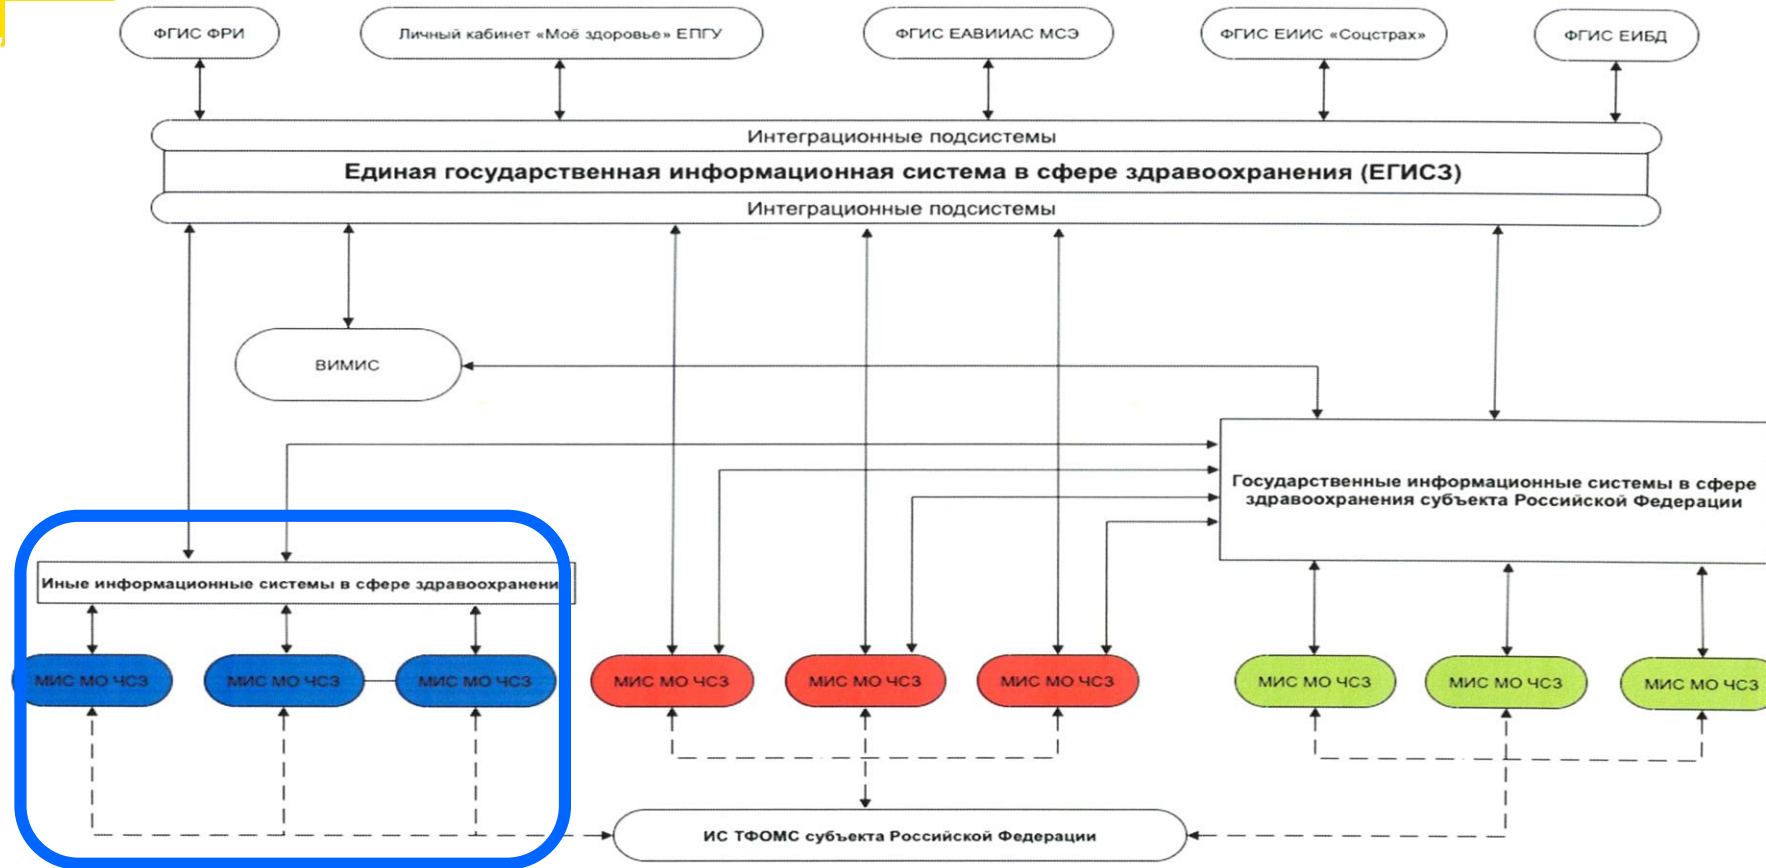 ФГИС ФРИ
Личный кабинет «Моё здоровье» ЕПГУ
ФГИС ЕАВИИАС МСЭ
ФГИС ЕИИС «Соцстрах»
ФГИС ЕИБД
Интеграционные подсистемы
Единая государственная информационная система в сфере здравоохранения (ЕГИСЗ)
Интеграционные подсистемы
ВИМИС
Государственные информационные системы в сфере
здравоохранения субъекта Российской Федерации
Иные информационные системы в сфере здравоохранени
МИС МО ЧСЗ
МИС МО ЧСЗ
МИС МО ЧСЗ
МИС МО ЧСЗ
МИС МО ЧСЗ
МИС МО ЧСЗ
МИС МО ЧСЗ
МИС МО ЧСЗ
МИС МО ЧСЗ
ИС ТФОМС субъекта Российской Федерации